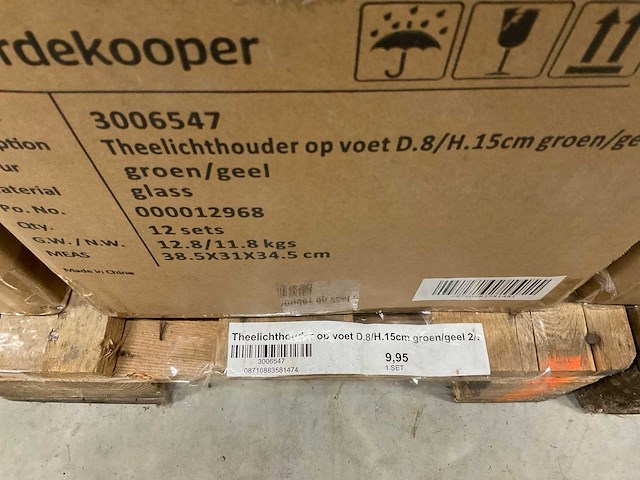 rdekooper
3006547
ption Theelichthouder op voet D.8/H.15cm groen/ge
ur groen/geel
aterial glass
Po. No. 000012968
Qty. 12 sets
G.W. / N.W. 12.8/11.8 kgs
MEAS 38.5X31X34.5 cm
Made in China
Theelichthouder op voet D.8/H.15cm groen/geel 2/
3006547
9,95
08710883581474
1 SET